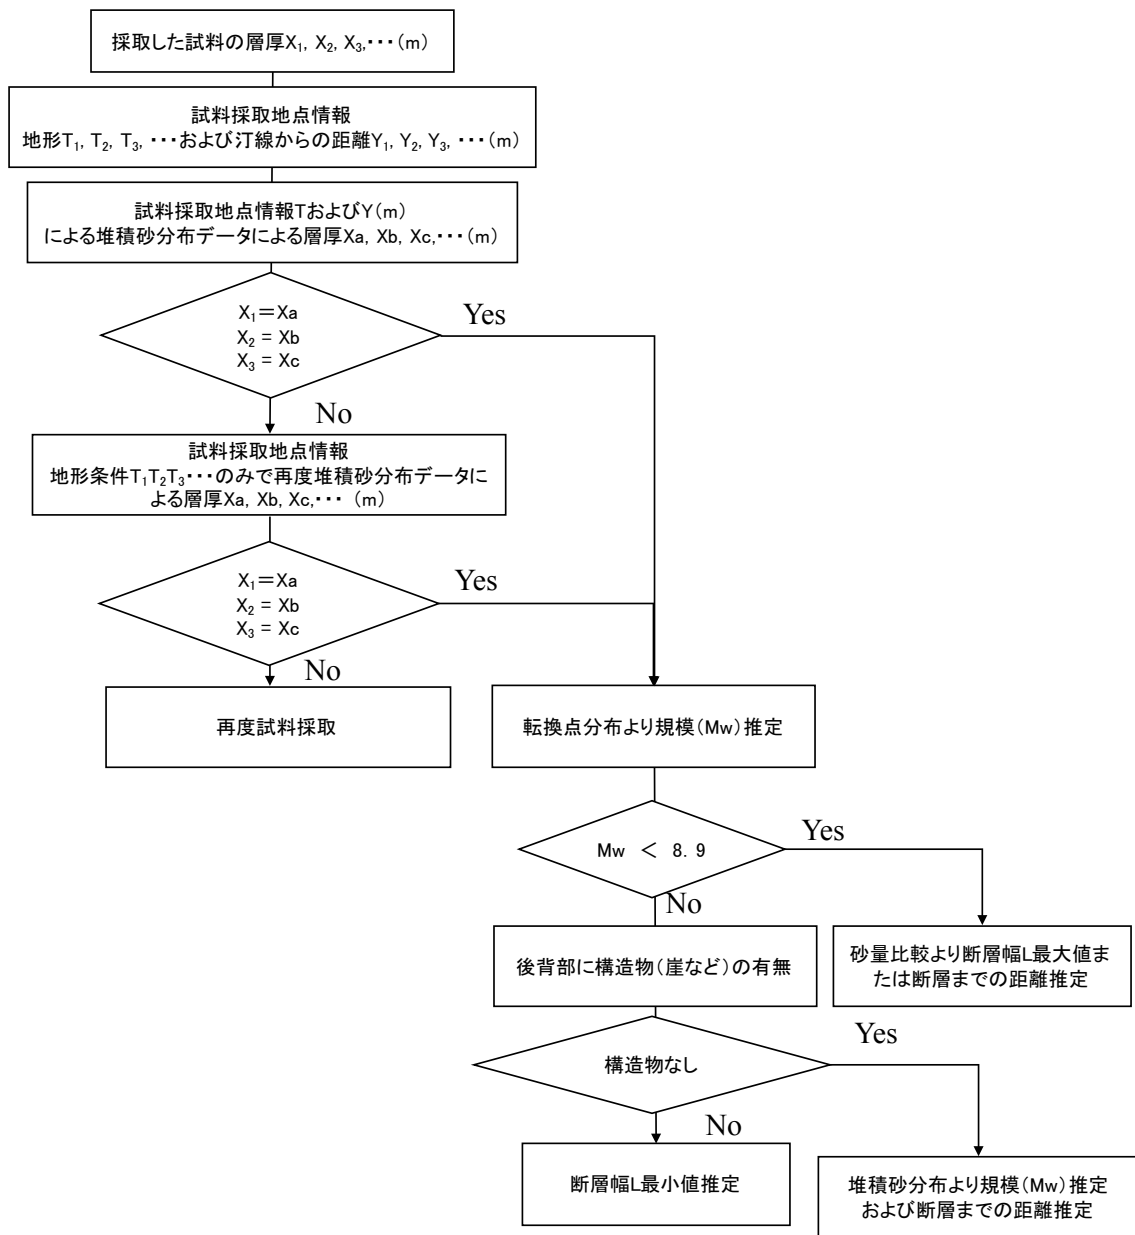 採取した試料の層厚X₁, X₂, X₃,･･･(m)
試料採取地点情報
地形T₁, T₂, T₃, ･･･および汀線からの距離Y₁, Y₂, Y₃, ･･･(m)
試料採取地点情報TおよびY(m)
による堆積砂分布データによる層厚Xa, Xb, Xc,･･･(m)
X₁＝Xa
X₂ = Xb
X₃ = Xc
Yes
No
試料採取地点情報
地形条件T₁T₂T₃･･･のみで再度堆積砂分布データに
よる層厚Xa, Xb, Xc,･･･ (m)
X₁＝Xa
X₂ = Xb
X₃ = Xc
Yes
No
再度試料採取
転換点分布より規模(Mw)推定
Mw ＜ 8. 9
Yes
No
後背部に構造物(崖など)の有無
砂量比較より断層幅L最大値ま
たは断層までの距離推定
構造物なし
Yes
No
断層幅L最小値推定
堆積砂分布より規模(Mw)推定
および断層までの距離推定